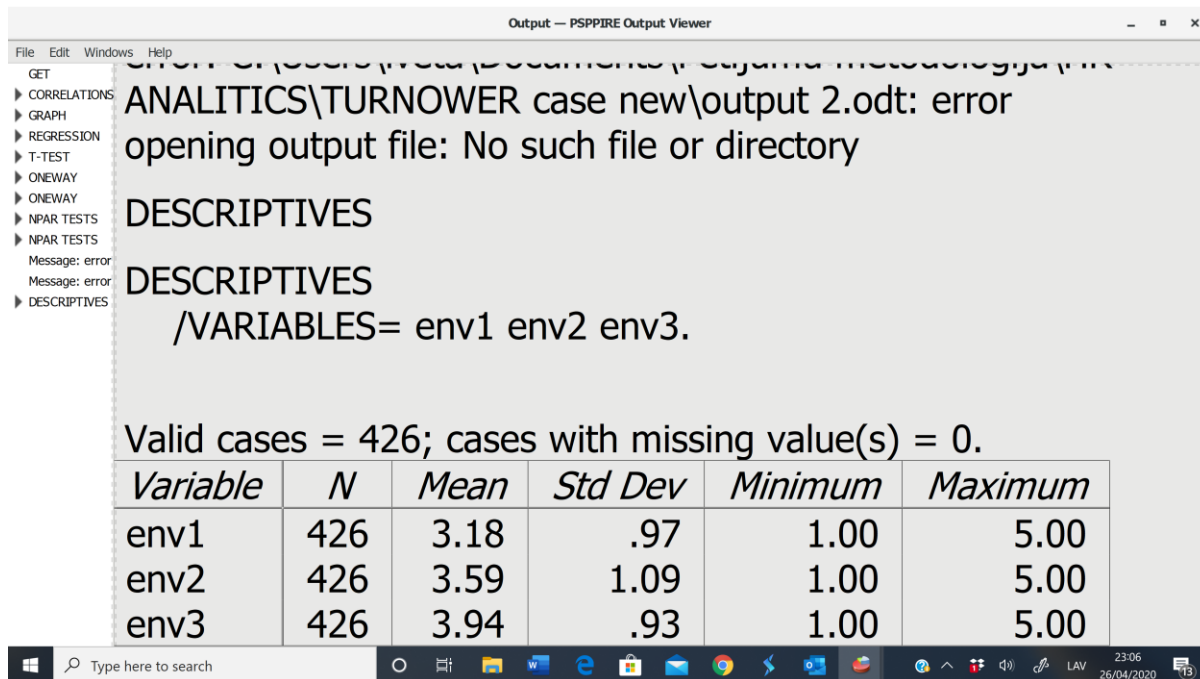 Output — PSPPIRE Output Viewer
File Edit Windows Help
GET
CORRELATIONS
GRAPH
REGRESSION
T-TEST
ONEWAY
ONEWAY
NPAR TESTS
NPAR TESTS
Message: error
Message: error
DESCRIPTIVES
ANALITICS\TURNOWER case new\output 2.odt: error
opening output file: No such file or directory
DESCRIPTIVES
DESCRIPTIVES
/VARIABLES= env1 env2 env3.
Valid cases = 426; cases with missing value(s) = 0.
Variable N Mean Std Dev Minimum Maximum
env1 426 3.18 .97 1.00 5.00
env2 426 3.59 1.09 1.00 5.00
env3 426 3.94 .93 1.00 5.00
Type here to search
LAV
23:06
26/04/2020
13